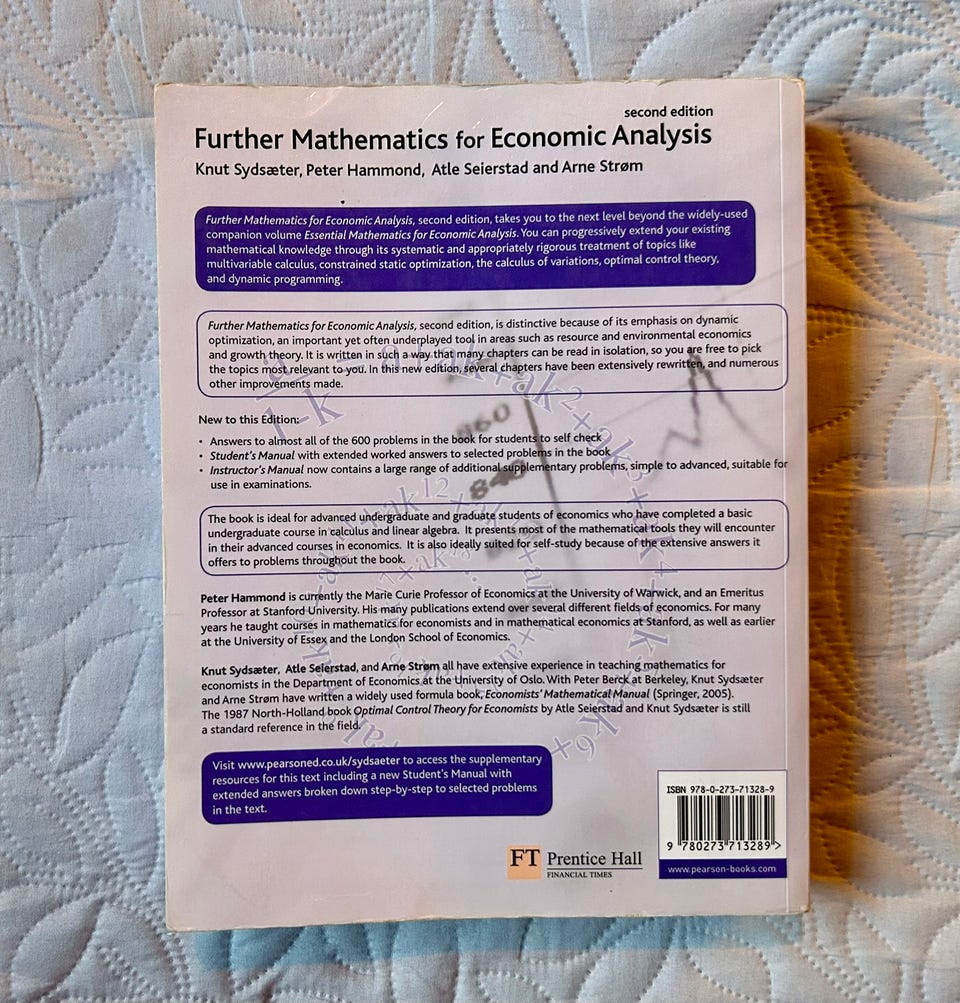 second edition
Further Mathematics for Economic Analysis
Knut Sydsæter, Peter Hammond, Atle Seierstad and Arne Strøm
Further Mathematics for Economic Analysis, second edition, takes you to the next level beyond the widely-used
companion volume Essential Mathematics for Economic Analysis. You can progressively extend your existing
mathematical knowledge through its systematic and appropriately rigorous treatment of topics like
multivariable calculus, constrained static optimization, the calculus of variations, optimal control theory,
and dynamic programming.
Further Mathematics for Economic Analysis, second edition, is distinctive because of its emphasis on dynamic
optimization, an important yet often underplayed tool in areas such as resource and environmental economics
and growth theory. It is written in such a way that many chapters can be read in isolation, so you are free to pick
the topics most relevant to you. In this new edition, several chapters have been extensively rewritten, and numerous
other improvements made.
New to this Edition:
• Answers to almost all of the 600 problems in the book for students to self check
• Student's Manual with extended worked answers to selected problems in the book
• Instructor's Manual now contains a large range of additional supplementary problems, simple to advanced, suitable for
use in examinations.
860
840
The book is ideal for advanced undergraduate and graduate students of economics who have completed a basic
undergraduate course in calculus and linear algebra. It presents most of the mathematical tools they will encounter
in their advanced courses in economics. It is also ideally suited for self-study because of the extensive answers it
offers to problems throughout the book.
Peter Hammond is currently the Marie Curie Professor of Economics at the University of Warwick, and an Emeritus
Professor at Stanford University. His many publications extend over several different fields of economics. For many
years he taught courses in mathematics for economists and in mathematical economics at Stanford, as well as earlier
at the University of Essex and the London School of Economics.
Knut Sydsæter, Atle Seierstad, and Arne Strøm all have extensive experience in teaching mathematics for
economists in the Department of Economics at the University of Oslo. With Peter Berck at Berkeley, Knut Sydsæter
and Arne Strøm have written a widely used formula book, Economists' Mathematical Manual (Springer, 2005).
The 1987 North-Holland book Optimal Control Theory for Economists by Atle Seierstad and Knut Sydsæter is still
a standard reference in the field.
Visit www.pearsoned.co.uk/sydsaeter to access the supplementary
resources for this text including a new Student's Manual with
extended answers broken down step-by-step to selected problems
in the text.
ISBN 978-0-273-71328-9
9 780273 713289 >
www.pearson-books.com
FT Prentice Hall
FINANCIAL TIMES